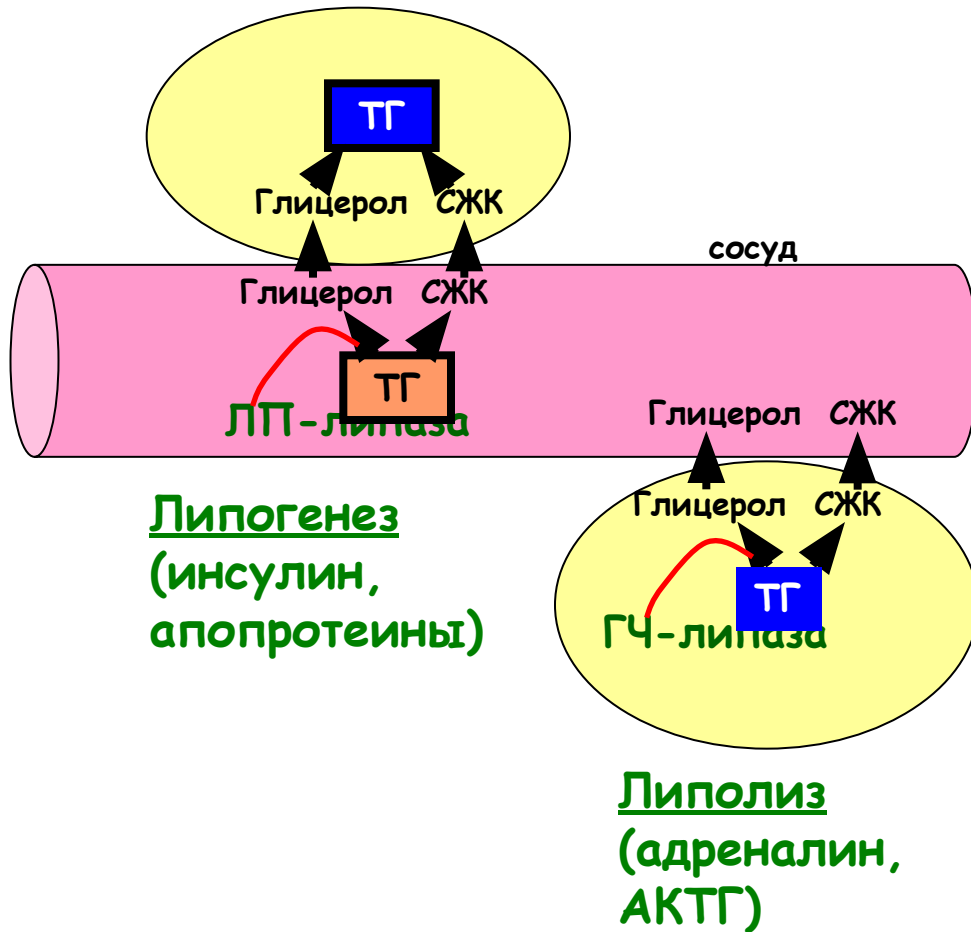 ТГ
Глицерол СЖК
сосуд
Глицерол СЖК
ТГ
ЛП-липаза
Глицерол СЖК
Глицерол СЖК
ТГ
ГЧ-липаза
Липогенез
(инсулин,
апопротеины)
Липолиз
(адреналин,
АКТГ)